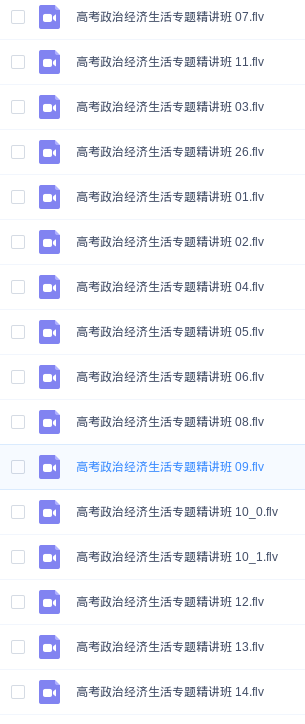 高考政治经济生活专题精讲班 07.flv
高考政治经济生活专题精讲班 11.flv
高考政治经济生活专题精讲班 03.flv
高考政治经济生活专题精讲班 26.flv
高考政治经济生活专题精讲班 01.flv
高考政治经济生活专题精讲班 02.flv
高考政治经济生活专题精讲班 04.flv
高考政治经济生活专题精讲班 05.flv
高考政治经济生活专题精讲班 06.flv
高考政治经济生活专题精讲班 08.flv
高考政治经济生活专题精讲班 09.flv
高考政治经济生活专题精讲班 10_0.flv
高考政治经济生活专题精讲班 10_1.flv
高考政治经济生活专题精讲班 12.flv
高考政治经济生活专题精讲班 13.flv
高考政治经济生活专题精讲班 14.flv